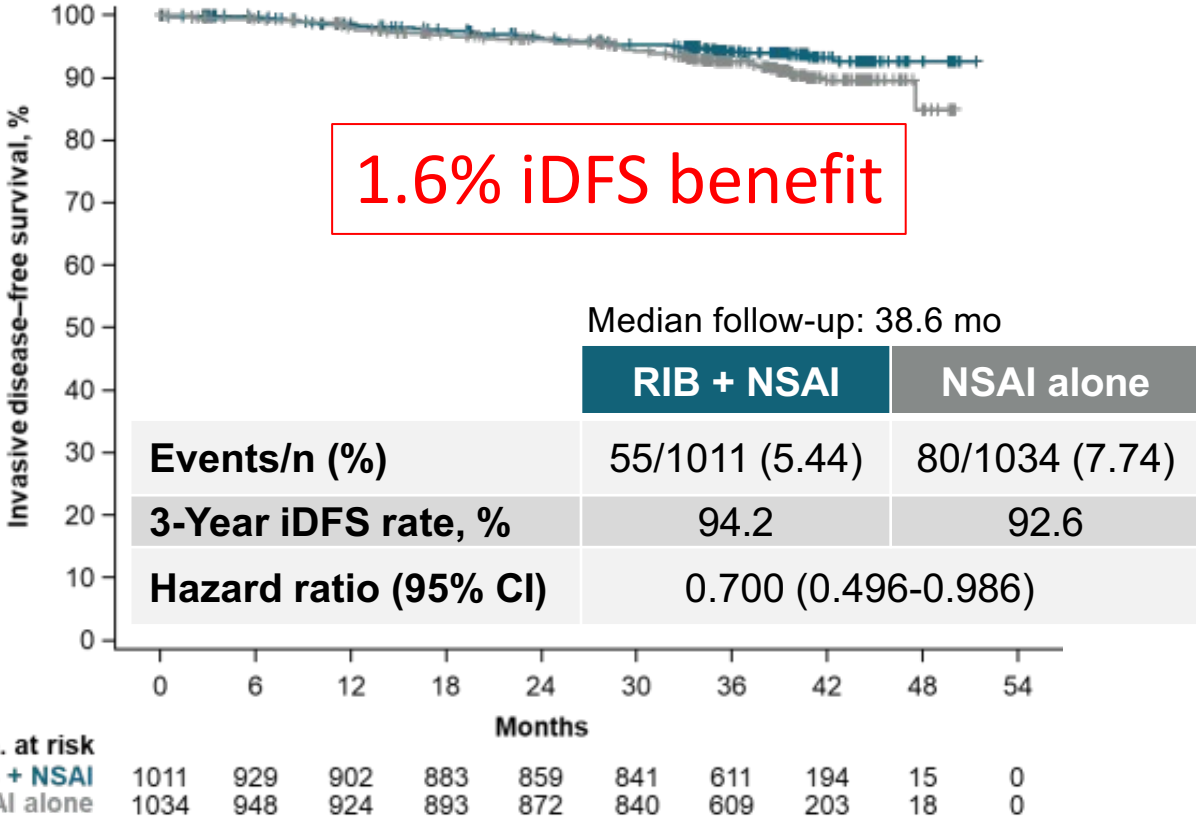 Invasive disease–free survival, %
100
90
80
70
60
50
40
30
20
10
0
1.6% iDFS benefit
Median follow-up: 38.6 mo
RIB + NSAI NSAI alone
Events/n (%) 55/1011 (5.44) 80/1034 (7.74)
3-Year iDFS rate, % 94.2 92.6
Hazard ratio (95% CI) 0.700 (0.496-0.986)
0 6 12 18 24 30 36 42 48 54
Months
. at risk
+ NSAI 1011 929 902 883 859 841 611 194 15 0
AI alone 1034 948 924 893 872 840 609 203 18 0